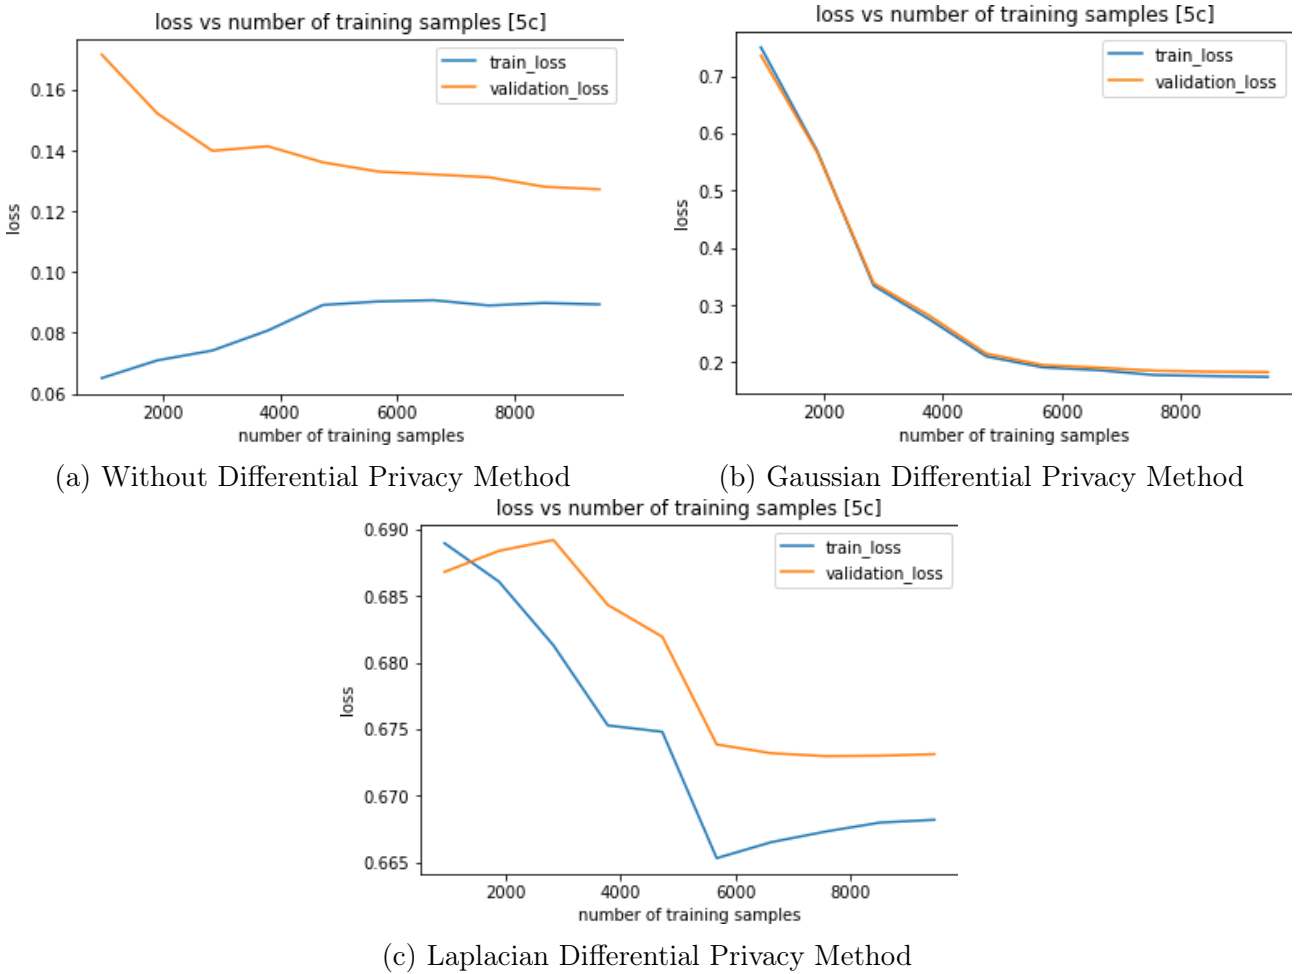 loss vs number of training samples [5c]
train_loss
validation_loss
0.16
0.14
0.12
0.10
0.08
0.06
loss
2000 4000 6000 8000
number of training samples
(a) Without Differential Privacy Method
loss vs number of training samples [5c]
train_loss
validation_loss
0.7
0.6
0.5
0.4
0.3
0.2
loss
2000 4000 6000 8000
number of training samples
(b) Gaussian Differential Privacy Method
loss vs number of training samples [5c]
train_loss
validation_loss
0.690
0.685
0.680
0.675
0.670
0.665
loss
2000 4000 6000 8000
number of training samples
(c) Laplacian Differential Privacy Method